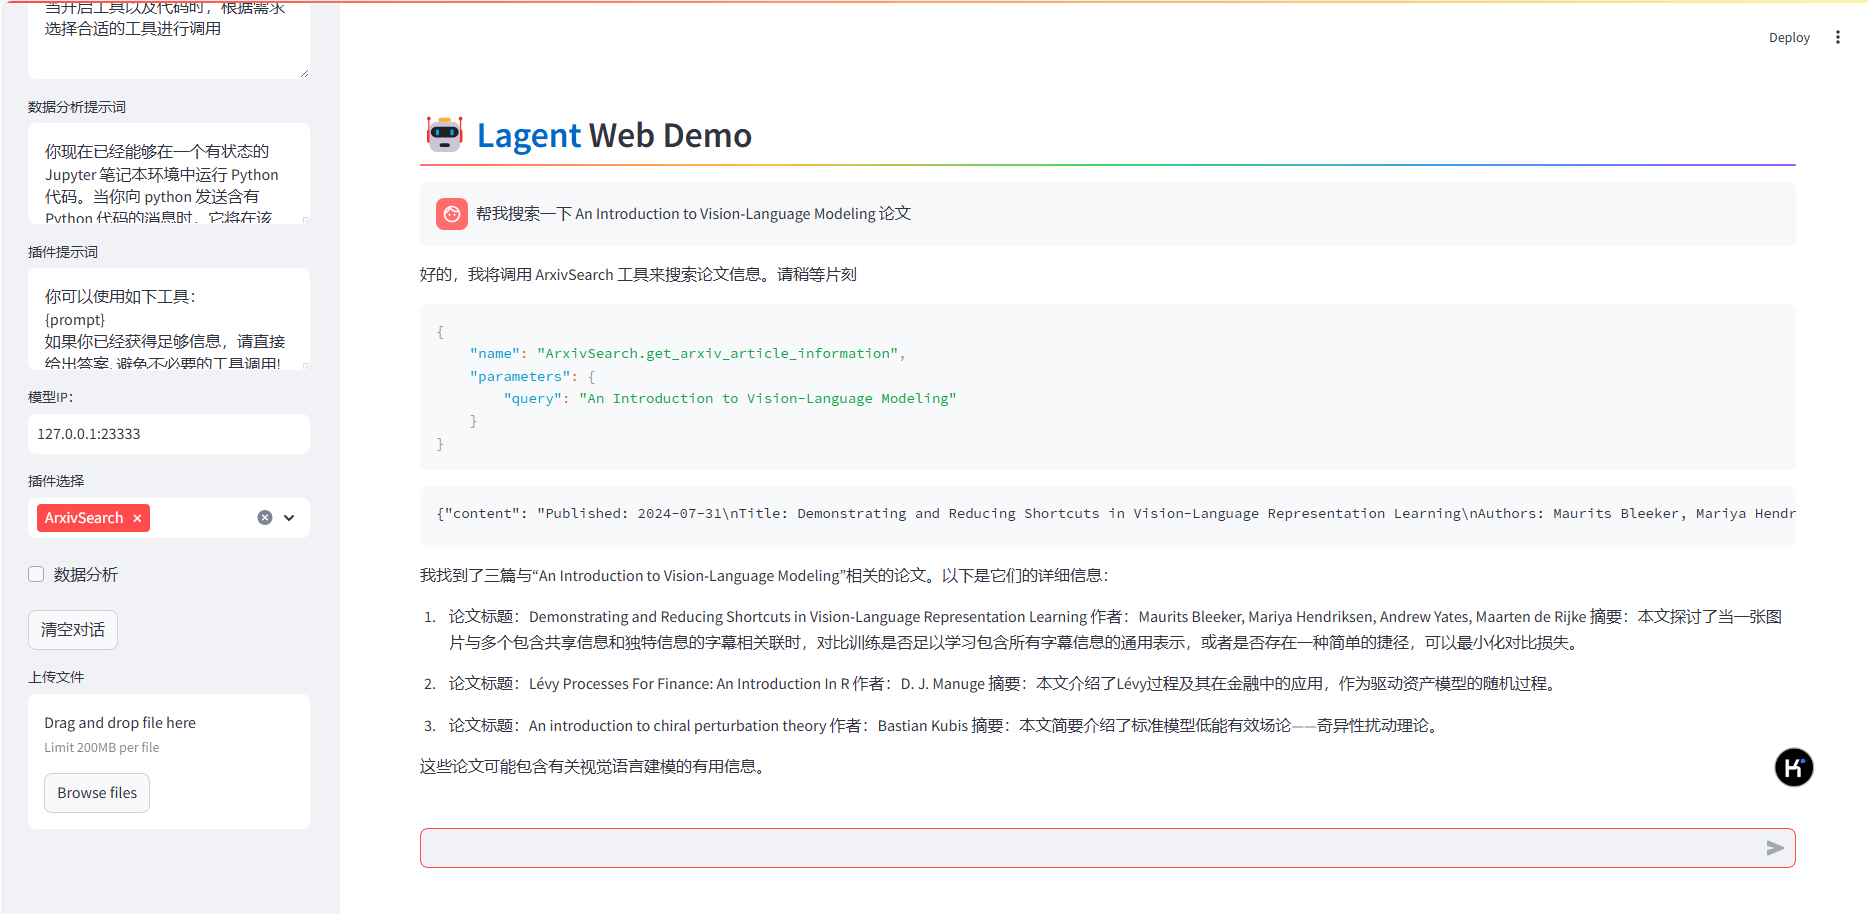 当开启工具以及代码时，根据需求
选择合适的工具进行调用
数据分析提示词
你现在已经能够在一个有状态的
Jupyter 笔记本环境中运行 Python
代码。当你向 python 发送含有
Python 代码的消息时，它将在该
插件提示词
你可以使用如下工具：
{prompt}
如果你已经获得足够信息，请直接
给出答案. 避免不必要的工具调用!
模型IP：
127.0.0.1:23333
插件选择
ArxivSearch
数据分析
清空对话
上传文件
Drag and drop file here
Limit 200MB per file
Browse files
Deploy
Lagent Web Demo
帮我搜索一下 An Introduction to Vision-Language Modeling 论文
好的，我将调用 ArxivSearch 工具来搜索论文信息。请稍等片刻
{
"name": "ArxivSearch.get_arxiv_article_information",
"parameters": {
"query": "An Introduction to Vision-Language Modeling"
}
}
{"content": "Published: 2024-07-31\nTitle: Demonstrating and Reducing Shortcuts in Vision-Language Representation Learning\nAuthors: Maurits Bleeker, Mariya Hendr
我找到了三篇与“An Introduction to Vision-Language Modeling”相关的论文。以下是它们的详细信息：
1. 论文标题：Demonstrating and Reducing Shortcuts in Vision-Language Representation Learning 作者：Maurits Bleeker, Mariya Hendriksen, Andrew Yates, Maarten de Rijke 摘要：本文探讨了当一张图
片与多个包含共享信息和独特信息的字幕相关联时，对比训练是否足以学习包含所有字幕信息的通用表示，或者是否存在一种简单的捷径，可以最小化对比损失。
2. 论文标题：Lévy Processes For Finance: An Introduction In R 作者：D. J. Manuge 摘要：本文介绍了Lévy过程及其在金融中的应用，作为驱动资产模型的随机过程。
3. 论文标题：An introduction to chiral perturbation theory 作者：Bastian Kubis 摘要：本文简要介绍了标准模型低能有效场论——奇异性扰动理论。
这些论文可能包含有关视觉语言建模的有用信息。
K